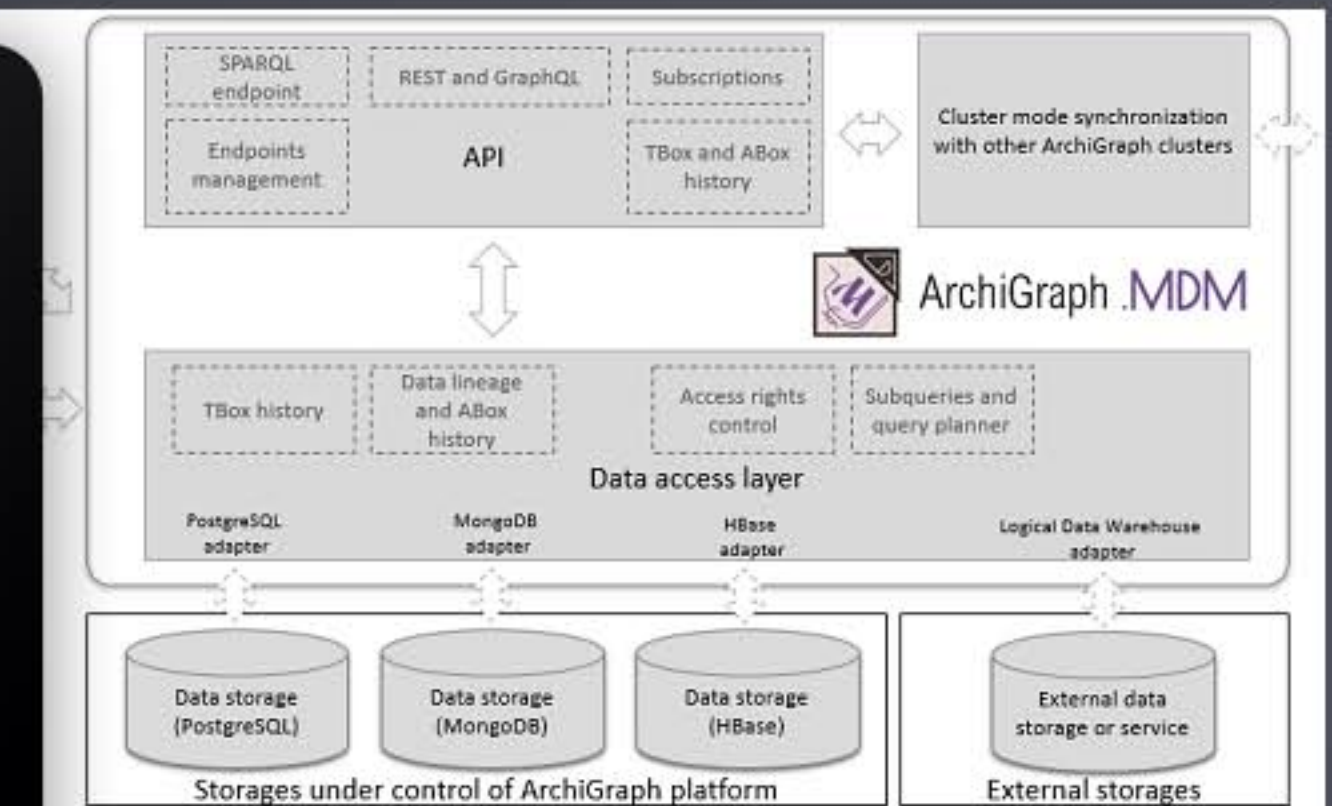 SPARQL
endpoint
REST and GraphQL
Subscriptions
Endpoints
management
API
TBox and ABox
history
Cluster mode synchronization
with other ArchiGraph clusters
ArchiGraph .MDM
TBox history
Data lineage
and ABox
history
Access rights
control
Subqueries and
query planner
Data access layer
PostgreSQL
adapter
MongoDB
adapter
HBase
adapter
Logical Data Warehouse
adapter
Data storage
(PostgreSQL)
Data storage
(MongoDB)
Data storage
(HBase)
External data
storage or service
Storages under control of ArchiGraph platform
External storages